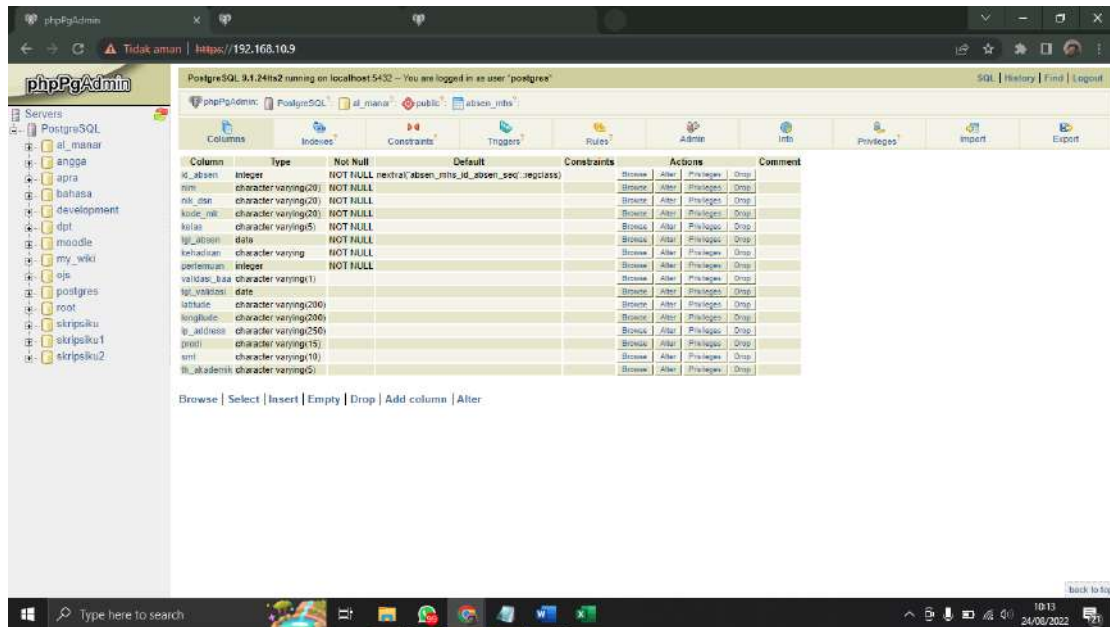 phpPgAdmin
Tidak aman | https://192.168.10.9
phpPgAdmin
Servers
PostgreSQL
al_manar
angga
apra
bahasa
development
dpt
moodle
my_wiki
ojs
postgres
root
skripsiku
skripsiku1
skripsiku2
PostgreSQL 9.1.24lts2 running on localhost:5432 -- You are logged in as user "postgres"
SQL | History | Find | Logout
phpPgAdmin: PostgreSQL: al_manar: public: absen_mhs:
Columns Indexes Constraints Triggers Rules Admin Info Privileges Import Export
Column Type Not Null Default Constraints Actions Comment
id_absen integer NOT NULL nextval('absen_mhs_id_absen_seq'::regclass) Browse Alter Privileges Drop
nim character varying(20) NOT NULL Browse Alter Privileges Drop
nik_dsn character varying(20) NOT NULL Browse Alter Privileges Drop
kode_mk character varying(20) NOT NULL Browse Alter Privileges Drop
kelas character varying(5) NOT NULL Browse Alter Privileges Drop
tgl_absen date NOT NULL Browse Alter Privileges Drop
kehadiran character varying NOT NULL Browse Alter Privileges Drop
pertemuan integer NOT NULL Browse Alter Privileges Drop
validasi_baa character varying(1) Browse Alter Privileges Drop
tgl_validasi date Browse Alter Privileges Drop
latitude character varying(200) Browse Alter Privileges Drop
longitude character varying(200) Browse Alter Privileges Drop
ip_address character varying(250) Browse Alter Privileges Drop
prodi character varying(15) Browse Alter Privileges Drop
smt character varying(10) Browse Alter Privileges Drop
th_akademik character varying(5) Browse Alter Privileges Drop
Browse | Select | Insert | Empty | Drop | Add column | Alter
back to top
Type here to search
10:13
24/08/2022